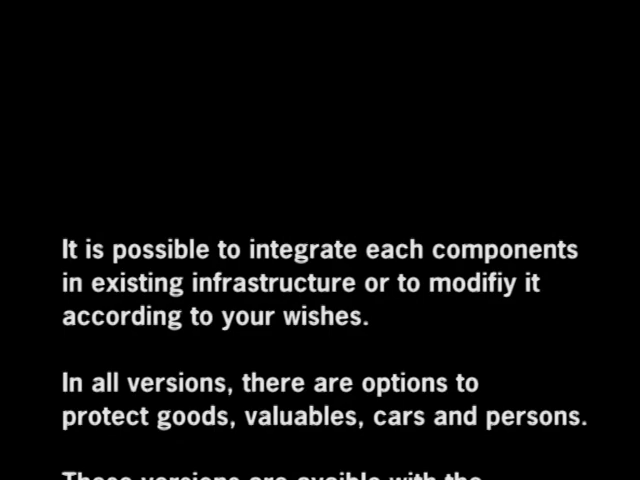 It is possible to integrate each components
in existing infrastructure or to modifiy it
according to your wishes.
In all versions, there are options to
protect goods, valuables, cars and persons.
These versions are avaible with the